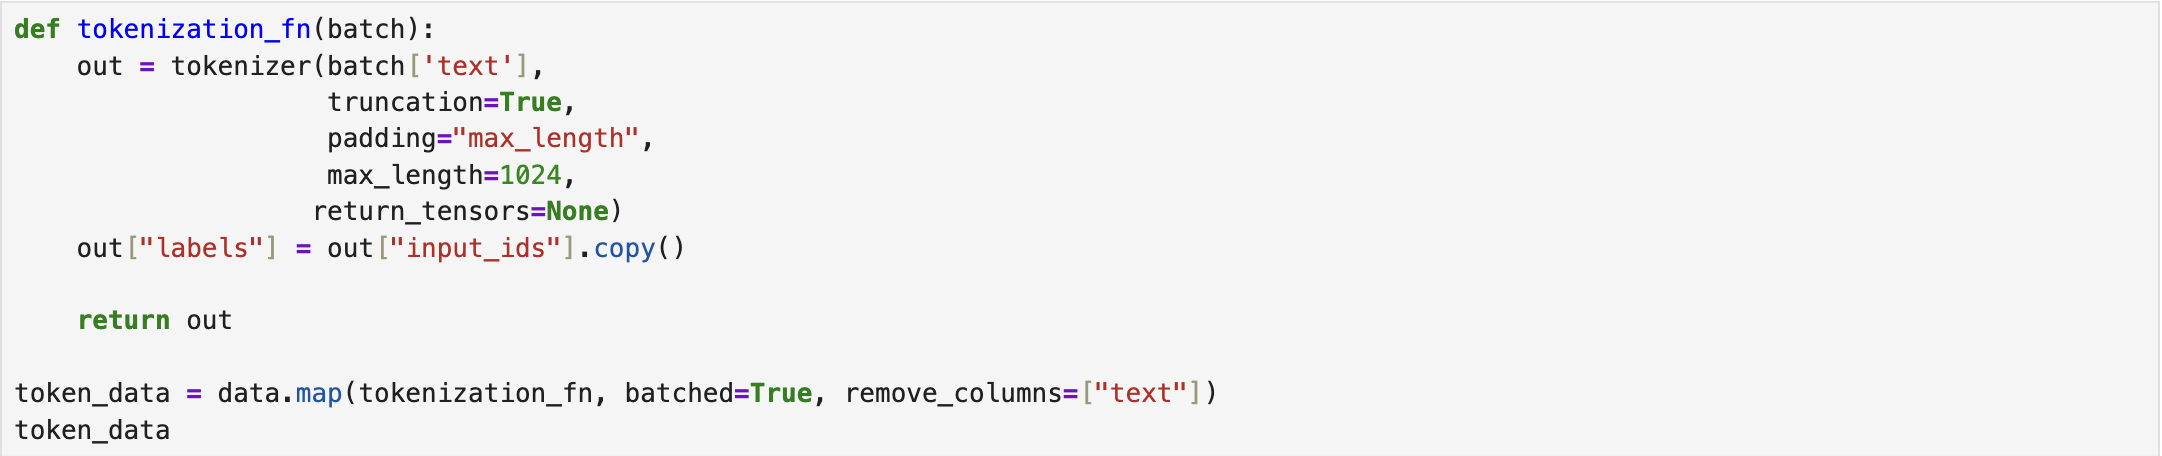 def tokenization_fn(batch):
    out = tokenizer(batch['text'],
                    truncation=True,
                    padding="max_length",
                    max_length=1024,
                   return_tensors=None)
    out["labels"] = out["input_ids"].copy()

    return out

token_data = data.map(tokenization_fn, batched=True, remove_columns=["text"])
token_data